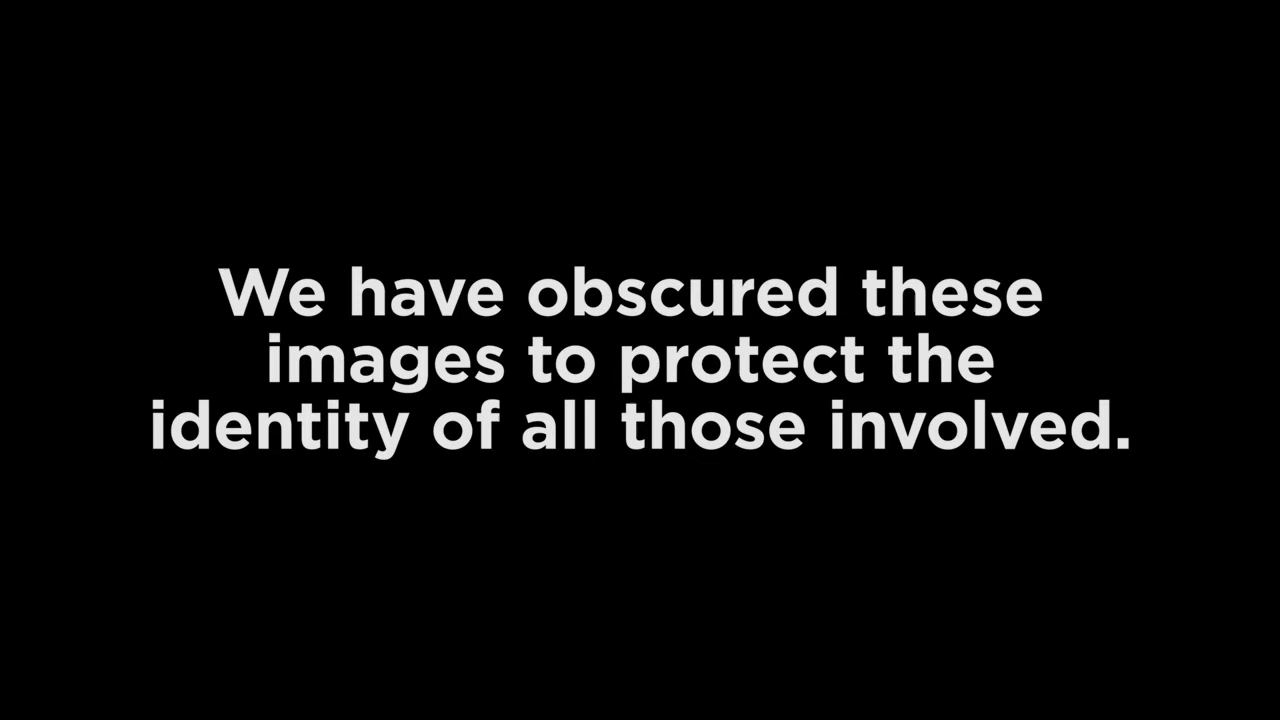 We have obscured these
images to protect the
identity of all those involved.